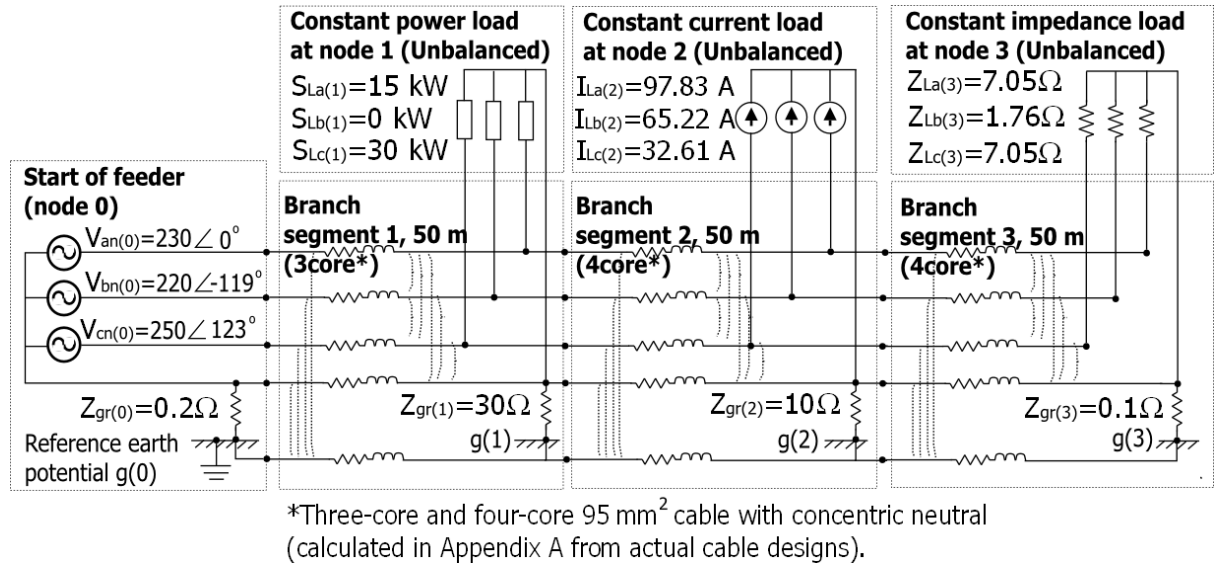 Constant power load
at node 1 (Unbalanced)
SLa(1)=15 kW
SLb(1)=0 kW
SLc(1)=30 kW
Constant current load
at node 2 (Unbalanced)
ILa(2)=97.83 A
ILb(2)=65.22 A
ILc(2)=32.61 A
Constant impedance load
at node 3 (Unbalanced)
ZLa(3)=7.05Ω
ZLb(3)=1.76Ω
ZLc(3)=7.05Ω
Start of feeder
(node 0)
Van(0)=230∠0°
Vbn(0)=220∠-119°
Vcn(0)=250∠123°
Zgr(0)=0.2Ω
Reference earth
potential g(0)
Branch
segment 1, 50 m
(3core*)
Zgr(1)=30Ω
g(1)
Branch
segment 2, 50 m
(4core*)
Zgr(2)=10Ω
g(2)
Branch
segment 3, 50 m
(4core*)
Zgr(3)=0.1Ω
g(3)
*Three-core and four-core 95 mm² cable with concentric neutral
(calculated in Appendix A from actual cable designs).